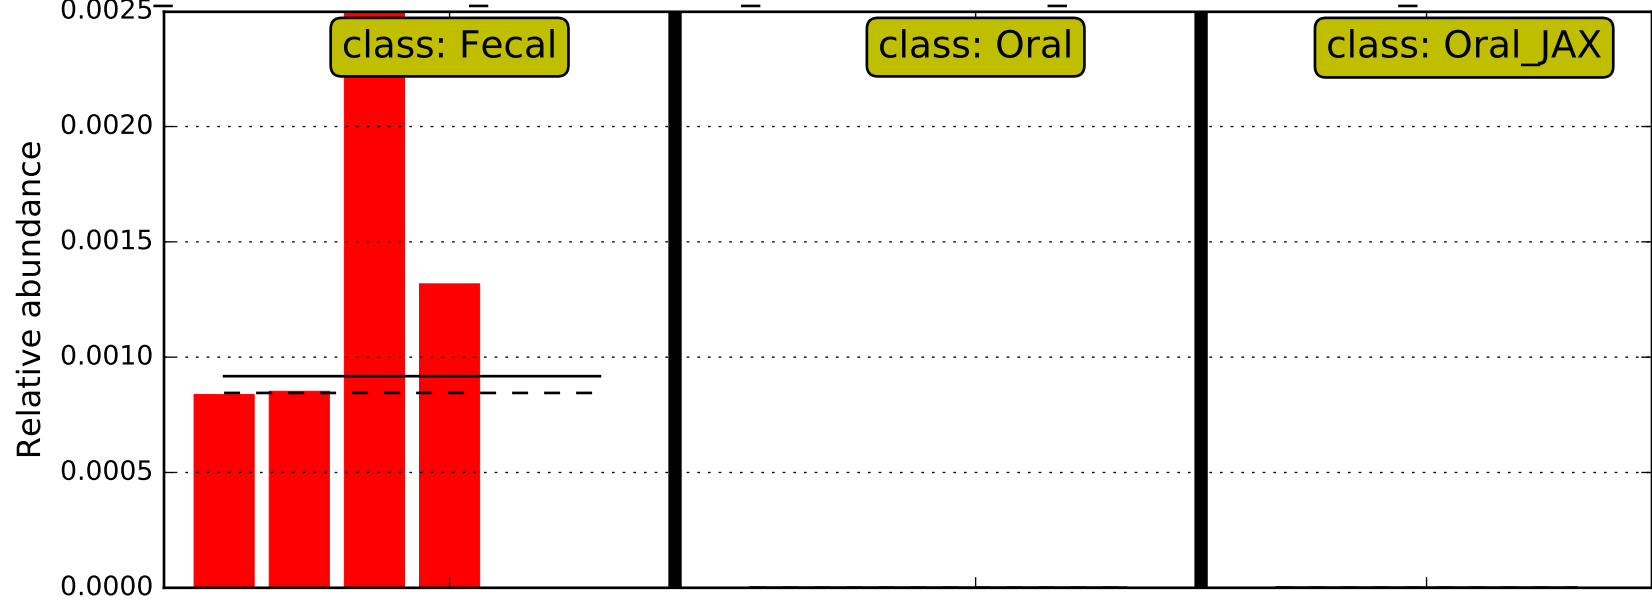 0.0025
class: Fecal
class: Oral
class: Oral_JAX
0.0020
0.0015
0.0010
0.0005
0.0000
Relative abundance